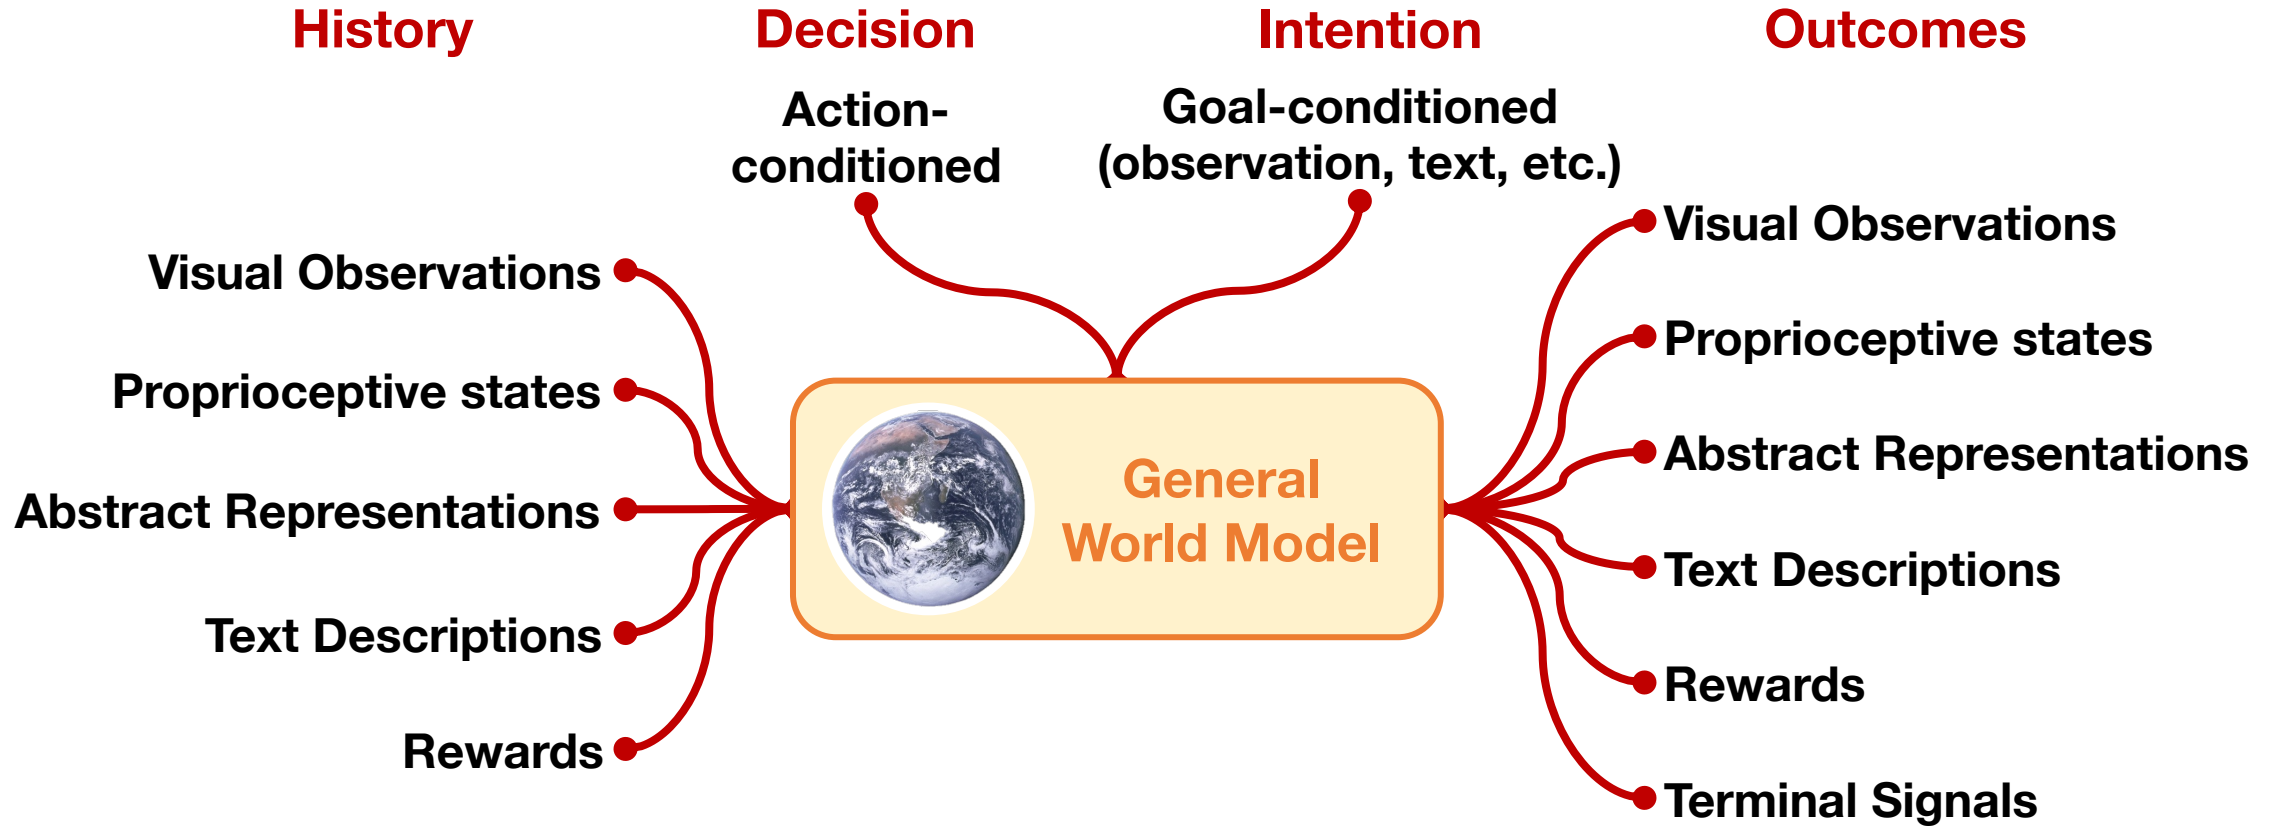 History
Decision
Intention
Outcomes
Action-
conditioned
Goal-conditioned
(observation, text, etc.)
Visual Observations
Proprioceptive states
Abstract Representations
Text Descriptions
Rewards
General
World Model
Visual Observations
Proprioceptive states
Abstract Representations
Text Descriptions
Rewards
Terminal Signals